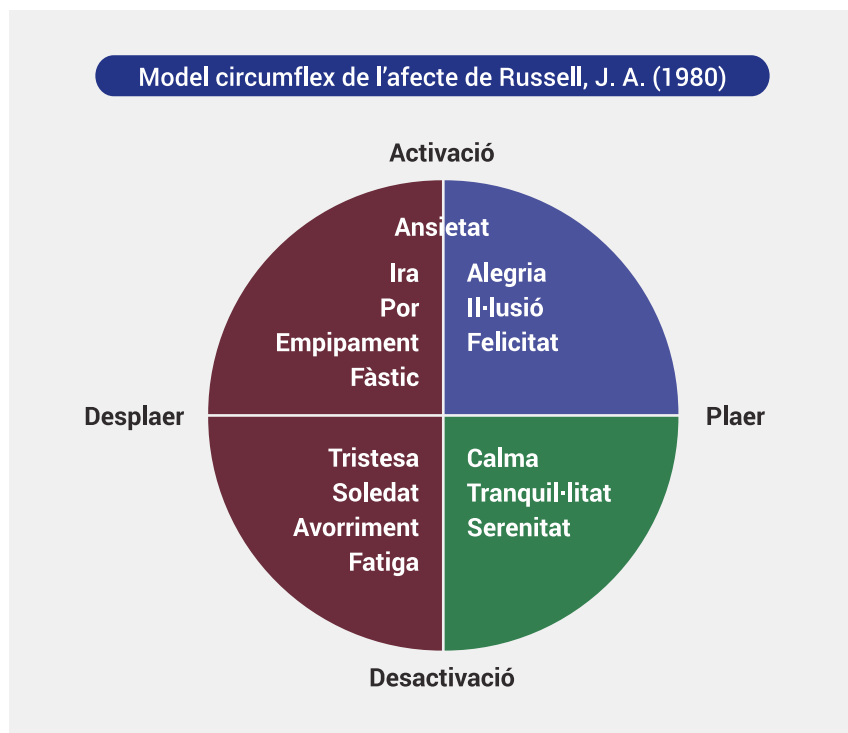 Model circumflex de l'afecte de Russell, J. A. (1980)
Activació
Ansietat
Ira
Por
Empipament
Fàstic
Alegria
Il·lusió
Felicitat
Desplaer
Plaer
Tristesa
Soledat
Avorriment
Fatiga
Calma
Tranquil·litat
Serenitat
Desactivació